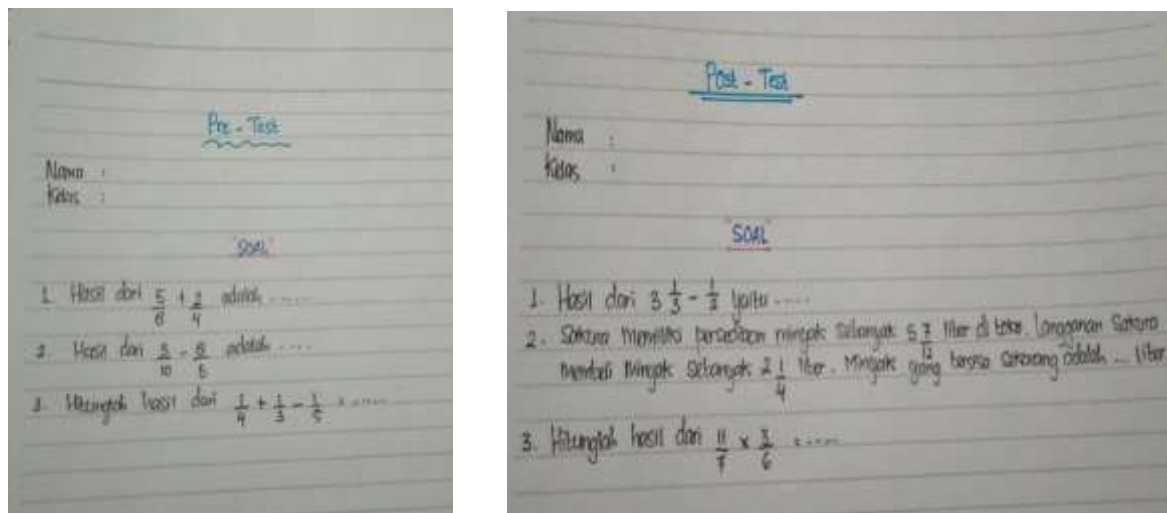 Pre - Test
Nama :
Kelas :
"SOAL"
1. Hasil dari 5/6 + 2/4 adalah .....
2. Hasil dari /10 - /5 adalah ....
3. Hitunglah hasil dari 1/4 + 1/3 - 1/5 = .....
Post - Test
Nama :
Kelas :
"SOAL"
1. Hasil dari 3 1/3 - 1/2 yaitu .....
2. Sakura memiliki persediaan minyak sebanyak 5 7/12 liter di toko. Langganan Sakura
membeli minyak sebanyak 2 1/4 liter. Minyak yang tersisa sekarang adalah ... liter
3. Hitunglah hasil dari 11/7 x /6 = .....